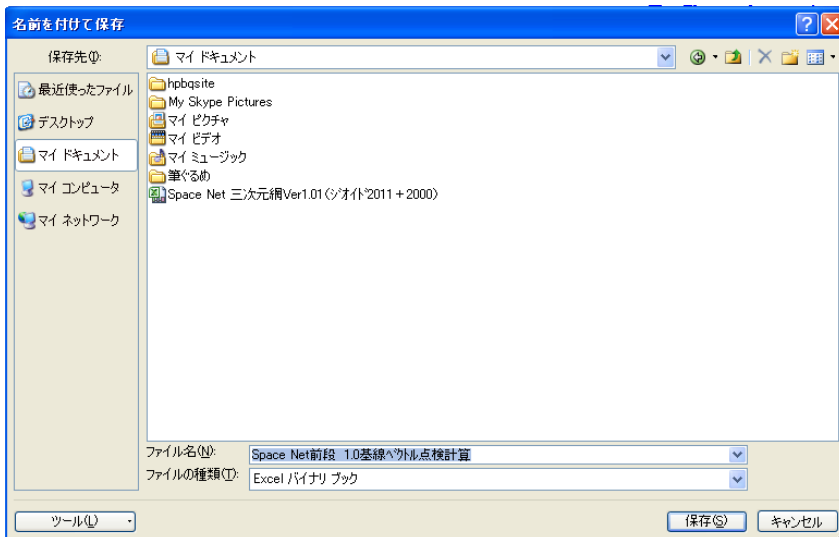 名前を付けて保存
保存先(I):
マイ ドキュメント
最近使ったファイル
デスクトップ
マイ ドキュメント
マイ コンピュータ
マイ ネットワーク
hpbqsite
My Skype Pictures
マイ ピクチャ
マイ ビデオ
マイ ミュージック
筆ぐるめ
Space Net 三次元網Ver1.01(ジオイド2011+2000)
ファイル名(N):
Space Net前段 1.0基線ベクトル点検計算
ファイルの種類(T):
Excel バイナリ ブック
ツール(L)
保存(S)
キャンセル